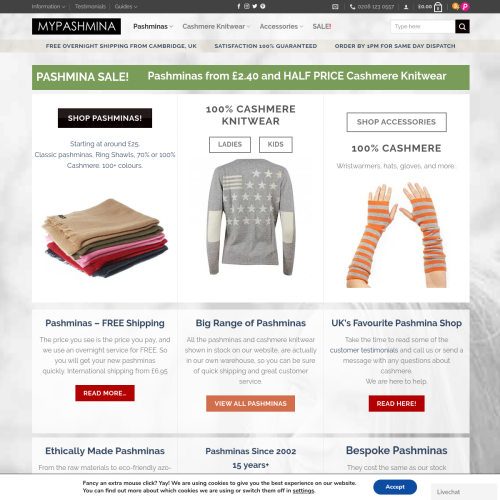 Information Testimonials Guides 0208 123 0557 £0.00 0
MYPASHMINA Pashminas Cashmere Knitwear Accessories SALE! Type here
FREE OVERNIGHT SHIPPING FROM CAMBRIDGE, UK SATISFACTION 100% GUARANTEED ORDER BY 1PM FOR SAME DAY DISPATCH
PASHMINA SALE! Pashminas from £2.40 and HALF PRICE Cashmere Knitwear
SHOP PASHMINAS!
Starting at around £25.
Classic pashminas, Ring Shawls, 70% or 100%
Cashmere. 100+ colours.
100% CASHMERE
KNITWEAR
LADIES KIDS
SHOP ACCESSORIES
100% CASHMERE
Wristwarmers, hats, gloves, and more.
Pashminas – FREE Shipping
The price you see is the price you pay, and
we use an overnight service for FREE. So
you will get your new pashminas
quickly. International shipping from £6.95
READ MORE...
Big Range of Pashminas
All the pashminas and cashmere knitwear
shown in stock on our website, are actually
in our own warehouse; so you can be sure
of quick shipping and great customer
service.
VIEW ALL PASHMINAS
UK's Favourite Pashmina Shop
Take the time to read some of the
customer testimonials and call us or send a
message with any questions about
cashmere.
We are here to help.
READ HERE!
Ethically Made Pashminas
From the raw materials to eco-friendly azo-
Pashminas Since 2002
15 years+
Bespoke Pashminas
They cost the same as our stock
Fancy an extra mouse click? Yay! We are using cookies to give you the best experience on our website.
You can find out more about which cookies we are using or switch them off in settings.
Accept
Livechat